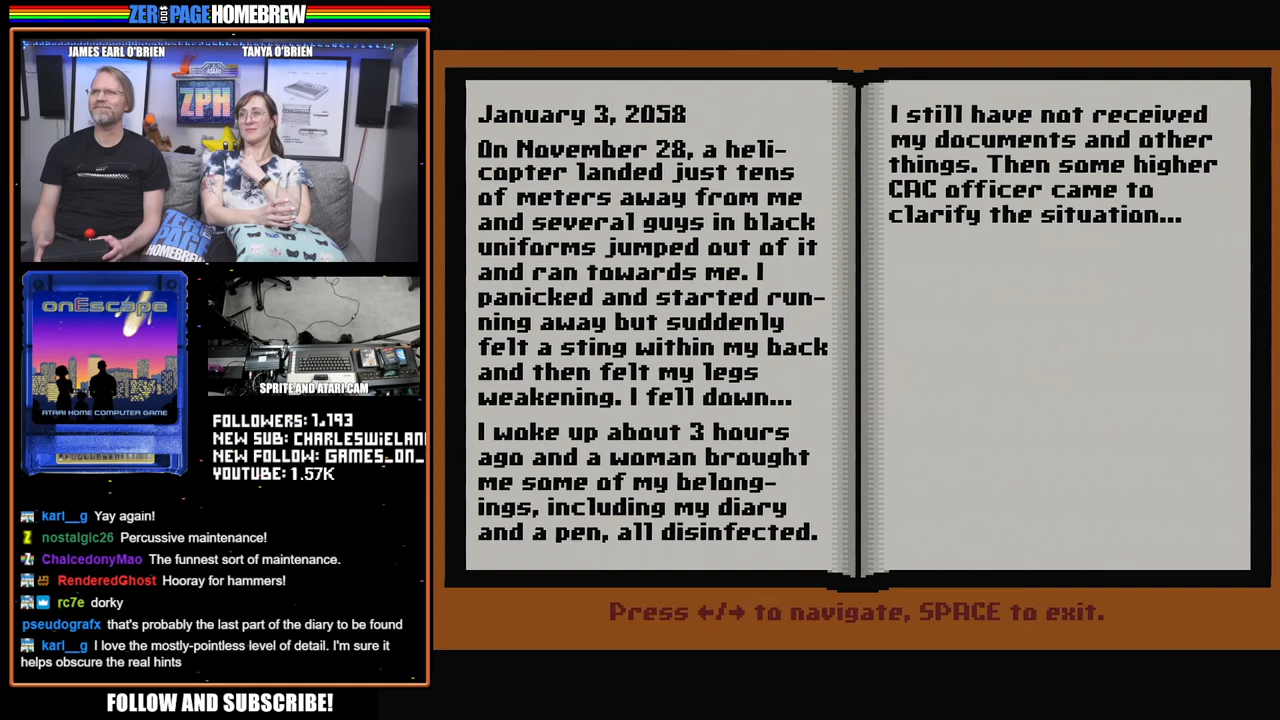 ZERO PAGE HOMEBREW
JAMES EARL O'BRIEN
TANYA O'BRIEN
ATARI
ZPH
ZERO PAGE HOMEBREW
onEscape
ATARI HOME COMPUTER GAME
SPRITE AND ATARI CAM
FOLLOWERS: 1,193
NEW SUB: CHARLESWIELAN
NEW FOLLOW: GAMES_ON_
YOUTUBE: 1.57K
karl__g Yay again!
nostalgic26 Percussive maintenance!
ChalcedonyMao The funnest sort of maintenance.
RenderedGhost Hooray for hammers!
rc7e dorky
pseudografx that's probably the last part of the diary to be found
karl__g I love the mostly-pointless level of detail. I'm sure it
helps obscure the real hints
FOLLOW AND SUBSCRIBE!
January 3, 2058
On November 28, a heli-
copter landed just tens
of meters away from me
and several guys in black
uniforms jumped out of it
and ran towards me. I
panicked and started run-
ning away but suddenly
felt a sting within my back
and then felt my legs
weakening. I fell down...
I woke up about 3 hours
ago and a woman brought
me some of my belong-
ings, including my diary
and a pen, all disinfected.
I still have not received
my documents and other
things. Then some higher
CAC officer came to
clarify the situation...
Press ←/→ to navigate, SPACE to exit.